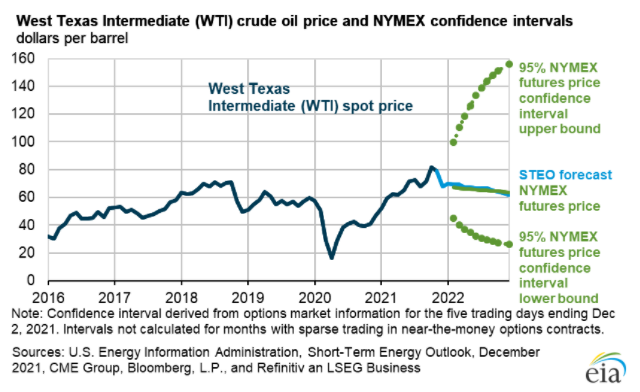 West Texas Intermediate (WTI) crude oil price and NYMEX confidence intervals
dollars per barrel
160
140
120
100
80
60
40
20
0
2016
2017
2018
2019
2020
2021
2022
West Texas
Intermediate (WTI) spot price
95% NYMEX
futures price
confidence
interval
upper bound
STEO forecast
NYMEX
futures price
95% NYMEX
futures price
confidence
interval
lower bound
Note: Confidence interval derived from options market information for the five trading days ending Dec
2, 2021. Intervals not calculated for months with sparse trading in near-the-money options contracts.
Sources: U.S. Energy Information Administration, Short-Term Energy Outlook, December
2021, CME Group, Bloomberg, L.P., and Refinitiv an LSEG Business
eia